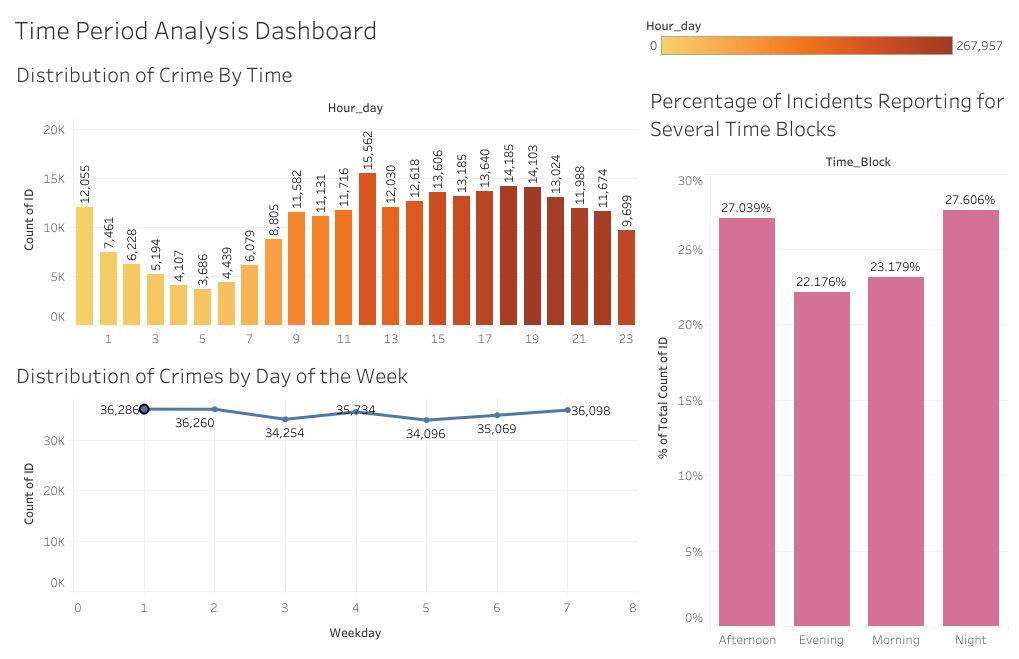 Time Period Analysis Dashboard
Hour_day
0 267,957
Distribution of Crime By Time
Hour_day
20K
15K
10K
5K
0K
Count of ID
12,055 7,461 6,228 5,194 4,107 3,686 4,439 6,079 8,805 11,582 11,131 11,716 15,562 12,030 12,618 13,606 13,185 13,640 14,185 14,103 13,024 11,988 11,674 9,699
1 3 5 7 9 11 13 15 17 19 21 23
Distribution of Crimes by Day of the Week
30K
20K
10K
0K
Count of ID
36,286 36,260 34,254 35,734 34,096 35,069 36,098
0 1 2 3 4 5 6 7 8
Weekday
Percentage of Incidents Reporting for
Several Time Blocks
Time_Block
30%
25%
20%
15%
10%
5%
0%
% of Total Count of ID
27.039% 22.176% 23.179% 27.606%
Afternoon Evening Morning Night